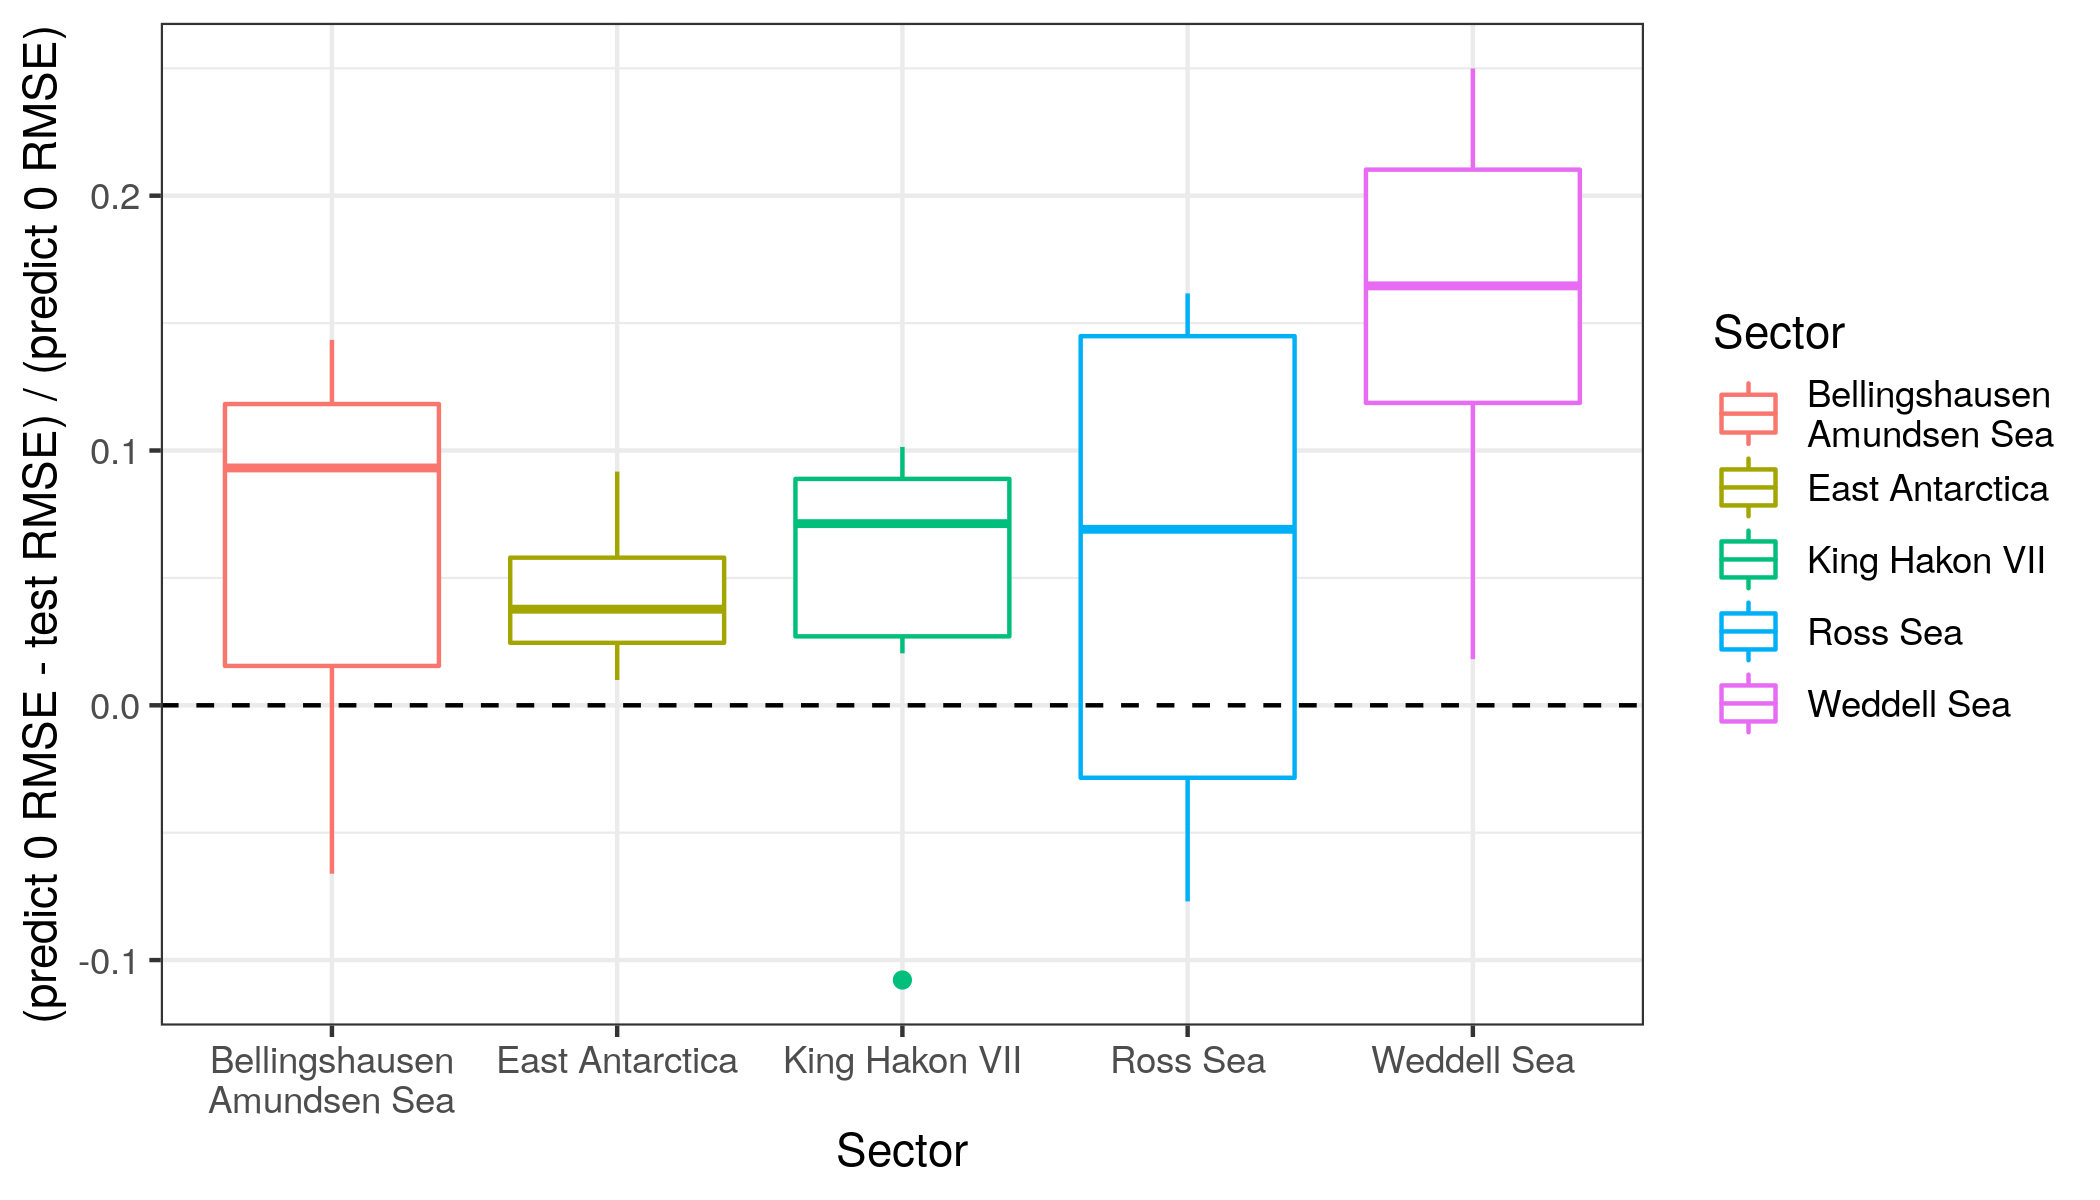 (predict 0 RMSE - test RMSE) / (predict 0 RMSE)
0.2
0.1
0.0
-0.1
Bellingshausen
Amundsen Sea
East Antarctica
King Hakon VII
Ross Sea
Weddell Sea
Sector
Sector
Bellingshausen
Amundsen Sea
East Antarctica
King Hakon VII
Ross Sea
Weddell Sea